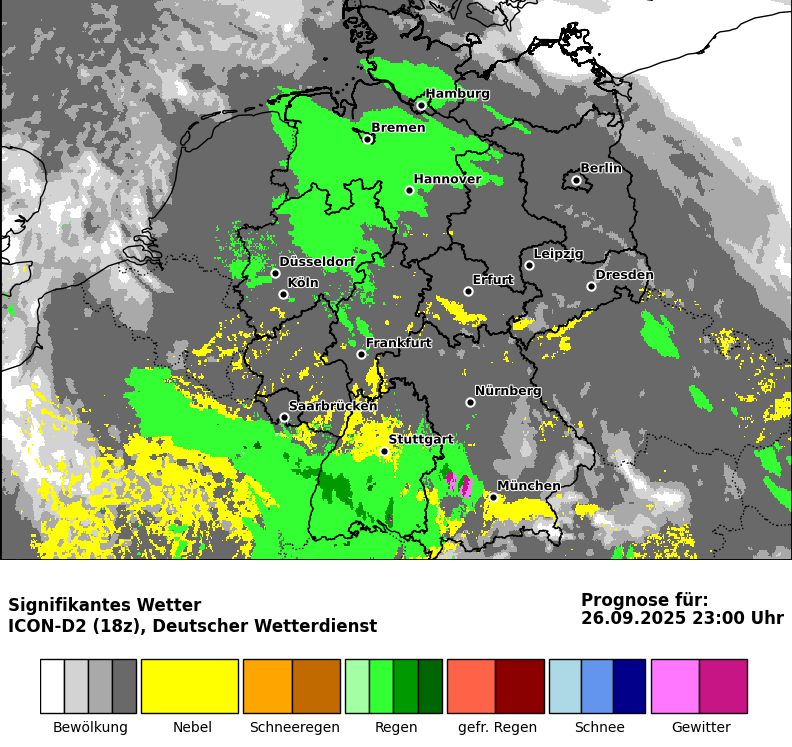 Hamburg
Bremen
Berlin
Hannover
Düsseldorf
Leipzig
Köln
Erfurt
Dresden
Frankfurt
Nürnberg
Saarbrücken
Stuttgart
München
Signifikantes Wetter
ICON-D2 (18z), Deutscher Wetterdienst
Prognose für:
26.09.2025 23:00 Uhr
Bewölkung
Nebel
Schneeregen
Regen
gefr. Regen
Schnee
Gewitter